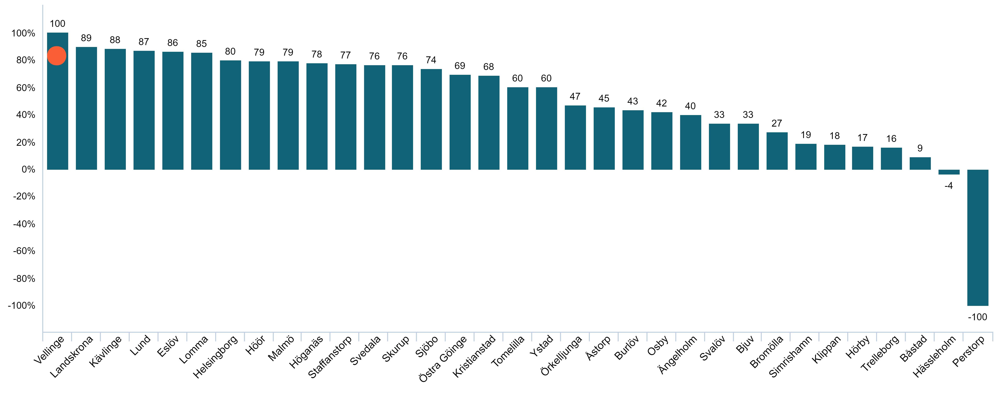 100%
80%
60%
40%
20%
0%
-20%
-40%
-60%
-80%
-100%
100
89
88
87
86
85
80
79
79
78
77
76
76
74
69
68
60
60
47
45
43
42
40
33
33
27
19
18
17
16
9
-4
-100
Vellinge
Landskrona
Kävlinge
Lund
Eslöv
Lomma
Helsingborg
Höör
Malmö
Höganäs
Staffanstorp
Svedala
Skurup
Sjöbo
Östra Göinge
Kristianstad
Tomelilla
Ystad
Örkelljunga
Åstorp
Burlöv
Osby
Ängelholm
Svalöv
Bjuv
Bromölla
Simrishamn
Klippan
Hörby
Trelleborg
Båstad
Hässleholm
Perstorp